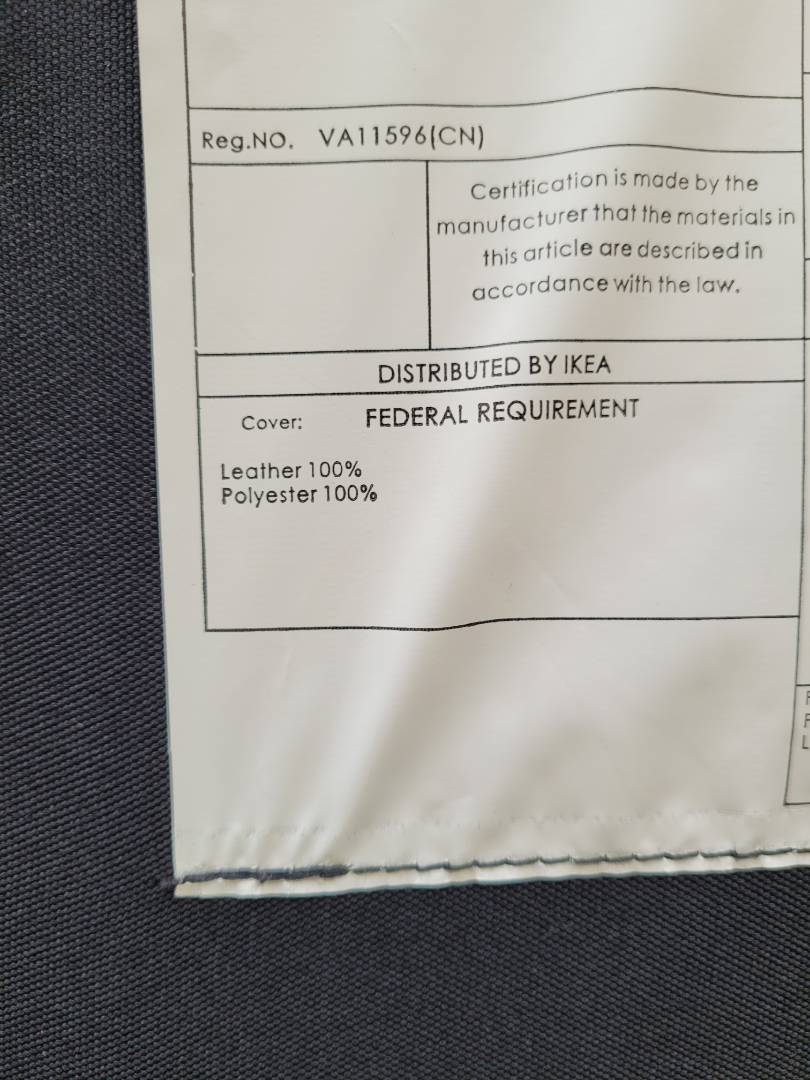 Reg.NO. VA11596(CN)
Certification is made by the
manufacturer that the materials in
this article are described in
accordance with the law.
DISTRIBUTED BY IKEA
Cover: FEDERAL REQUIREMENT
Leather 100%
Polyester 100%